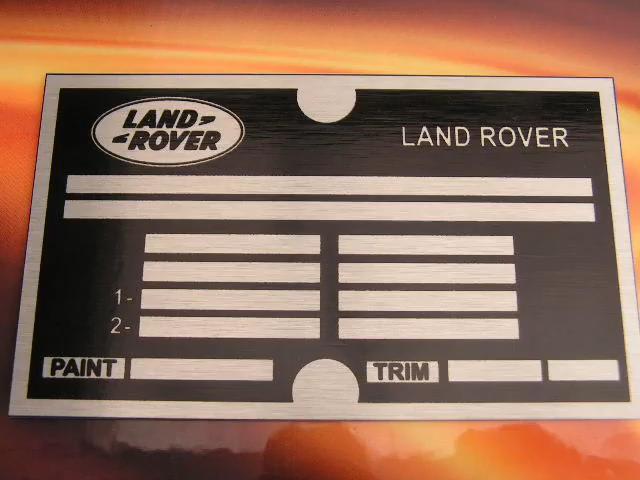 LAND
ROVER
LAND ROVER
1-
2-
PAINT
TRIM